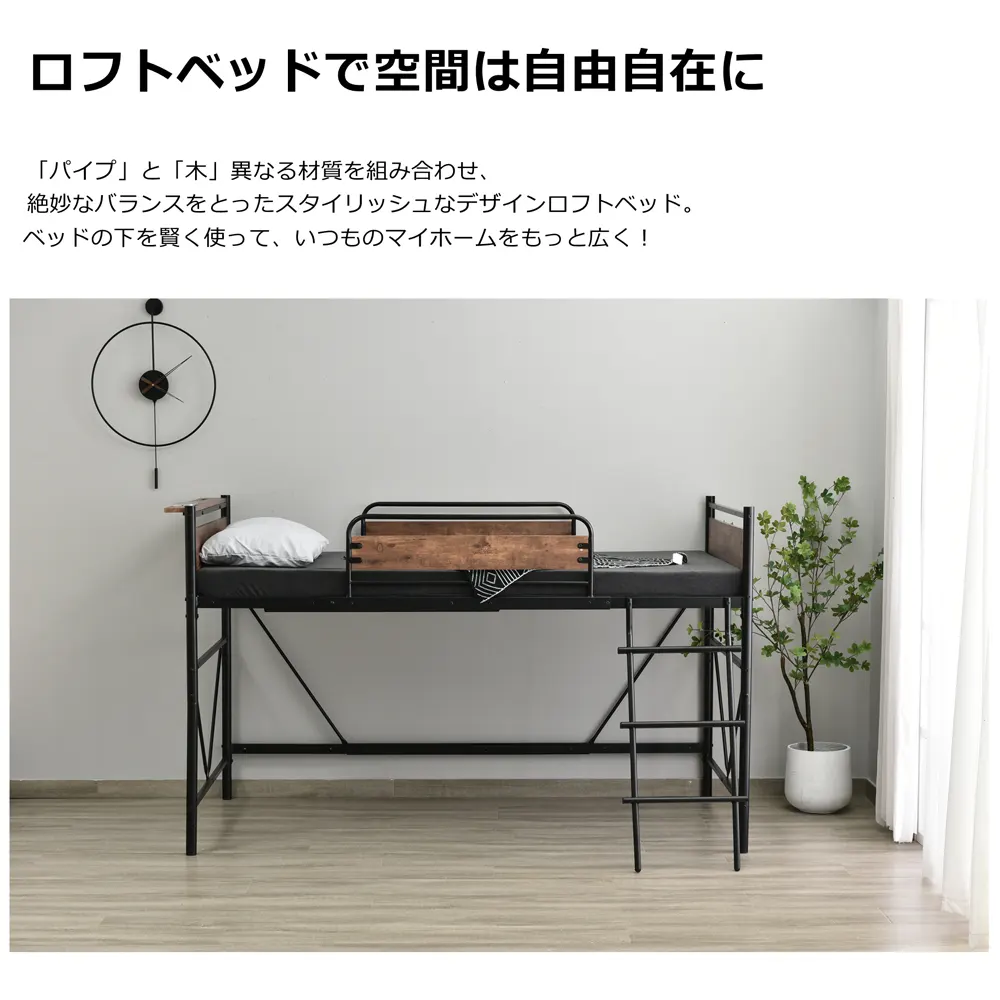 ロフトベッドで空間は自由自在に
「パイプ」と「木」異なる材質を組み合わせ、
絶妙なバランスをとったスタイリッシュなデザインロフトベッド。
ベッドの下を賢く使って、いつものマイホームをもっと広く！